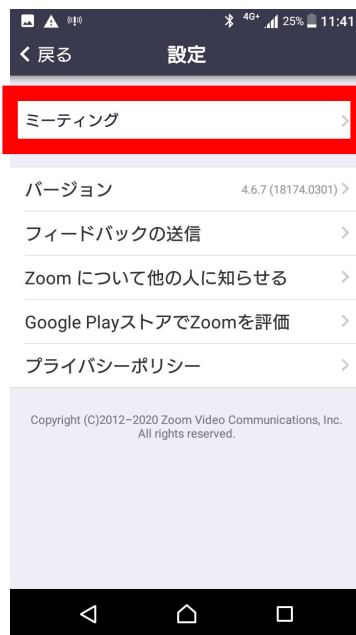 4G+ 25% 11:41
戻る 設定
ミーティング
バージョン 4.6.7 (18174.0301)
フィードバックの送信
Zoom について他の人に知らせる
Google PlayストアでZoomを評価
プライバシーポリシー
Copyright (C)2012–2020 Zoom Video Communications, Inc.
All rights reserved.